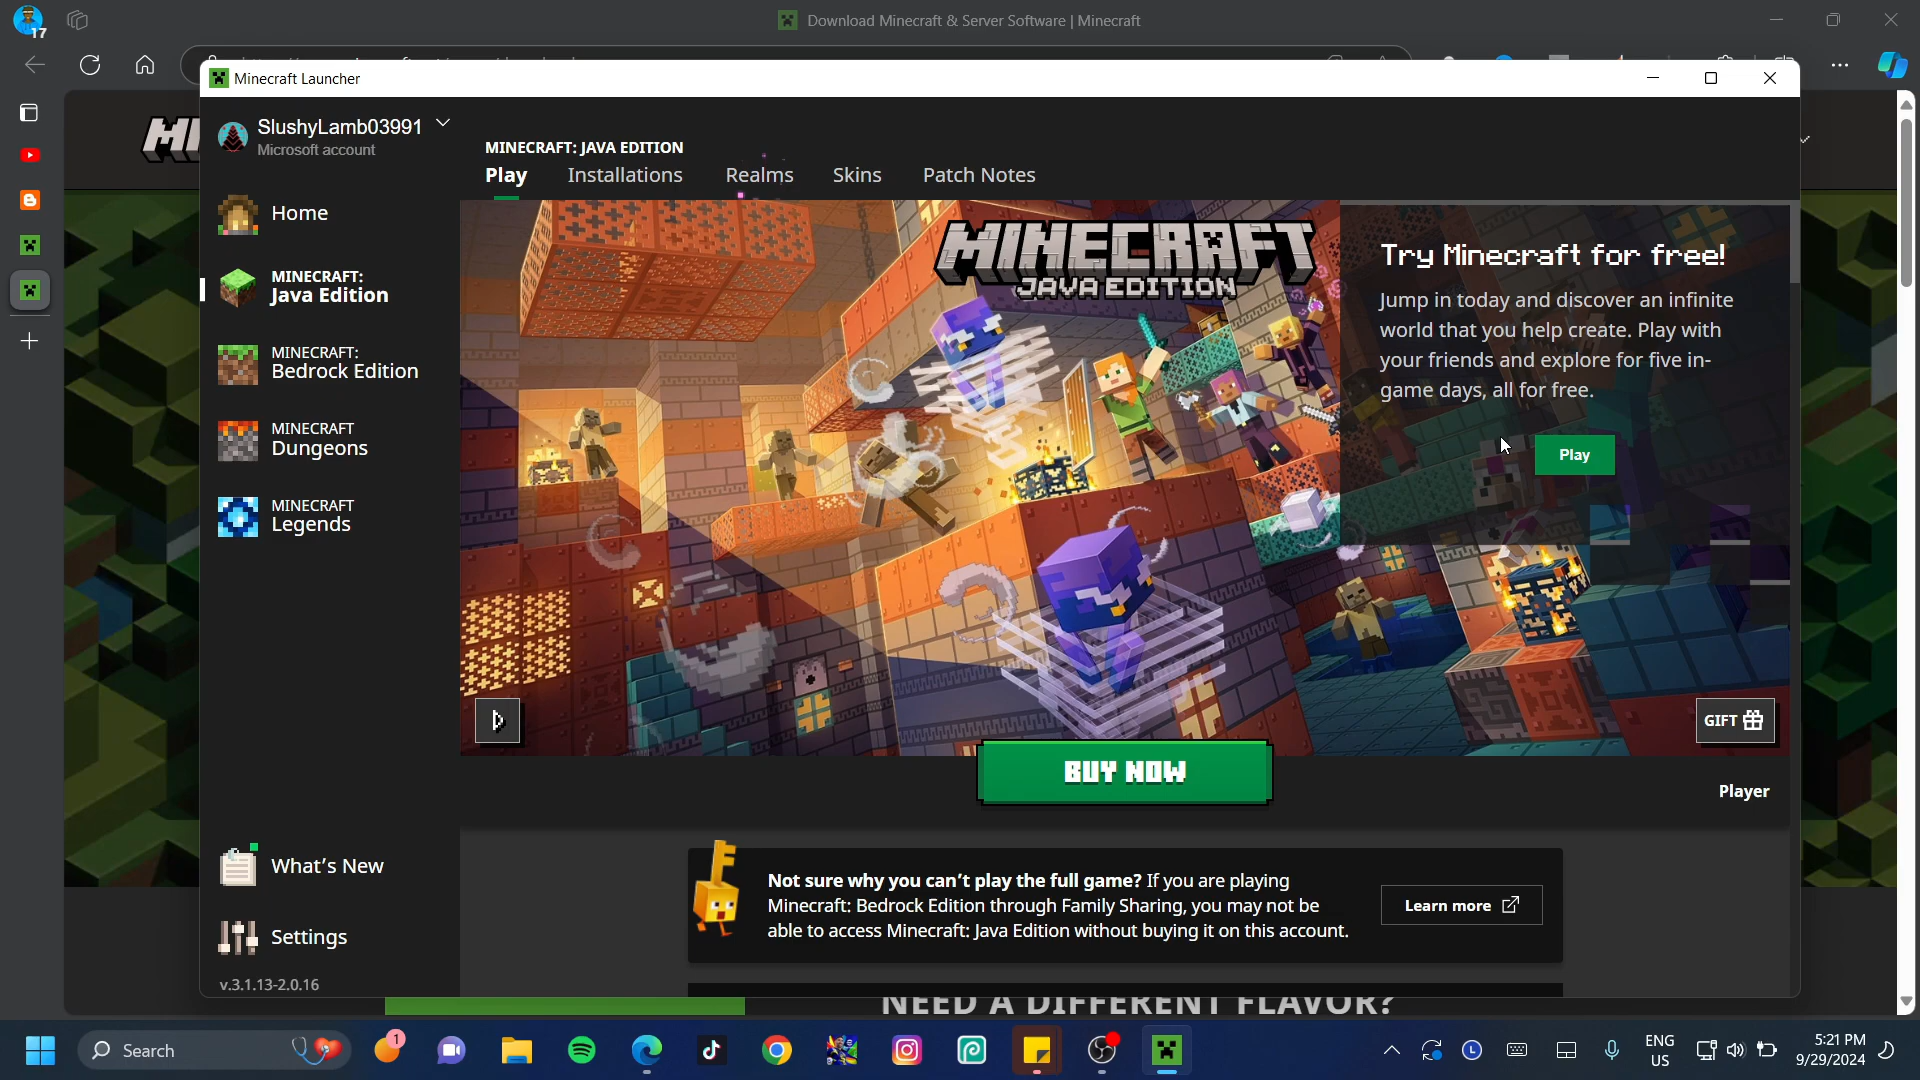 17
Download Minecraft & Server Software | Minecraft
Minecraft Launcher
SlushyLamb03991
Microsoft account
MINECRAFT: JAVA EDITION
Play
Installations
Realms
Skins
Patch Notes
Home
MINECRAFT:
Java Edition
MINECRAFT:
Bedrock Edition
MINECRAFT
Dungeons
MINECRAFT
Legends
MINECRAFT
JAVA EDITION
Try Minecraft for free!
Jump in today and discover an infinite
world that you help create. Play with
your friends and explore for five in-
game days, all for free.
Play
GIFT
BUY NOW
Player
What's New
Settings
v.3.1.13-2.0.16
Not sure why you can't play the full game? If you are playing
Minecraft: Bedrock Edition through Family Sharing, you may not be
able to access Minecraft: Java Edition without buying it on this account.
Learn more
NEED A DIFFERENT FLAVOR?
Search
1
ENG
US
5:21 PM
9/29/2024